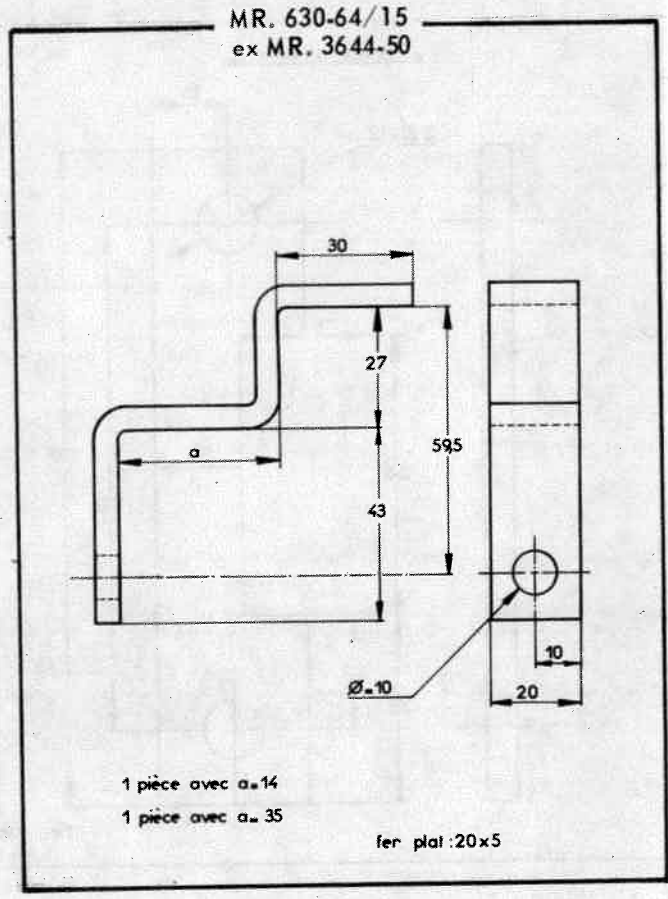 MR. 630-64/15
ex MR. 3644-50
30
27
59,5
a
43
10
Ø=10
20
1 pièce avec a=14
1 pièce avec a=35
fer plat :20x5